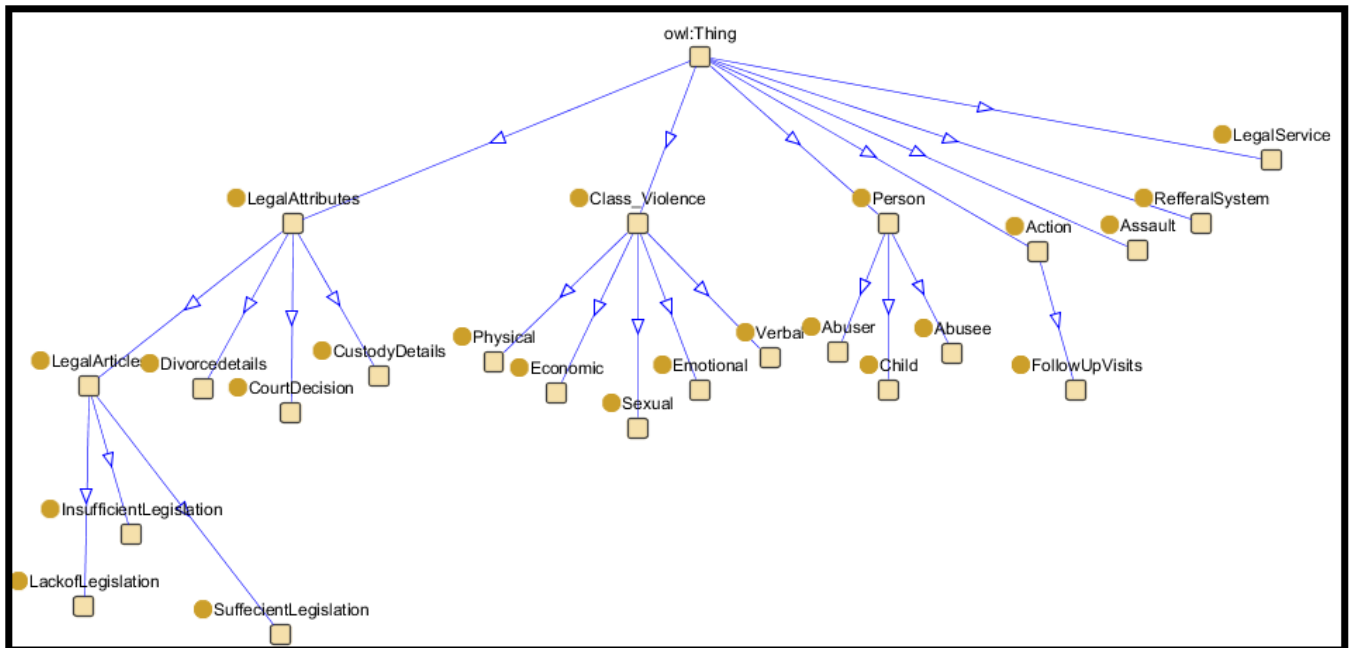 owl:Thing
LegalService
LegalAttributes
Class_Violence
Person
RefferalSystem
Action
Assault
Physical
Verbal
Abuser
Abusee
LegalArticles
Divorcedetails
CustodyDetails
Economic
Emotional
Child
FollowUpVisits
CourtDecision
Sexual
InsufficientLegislation
LackofLegislation
SuffecientLegislation